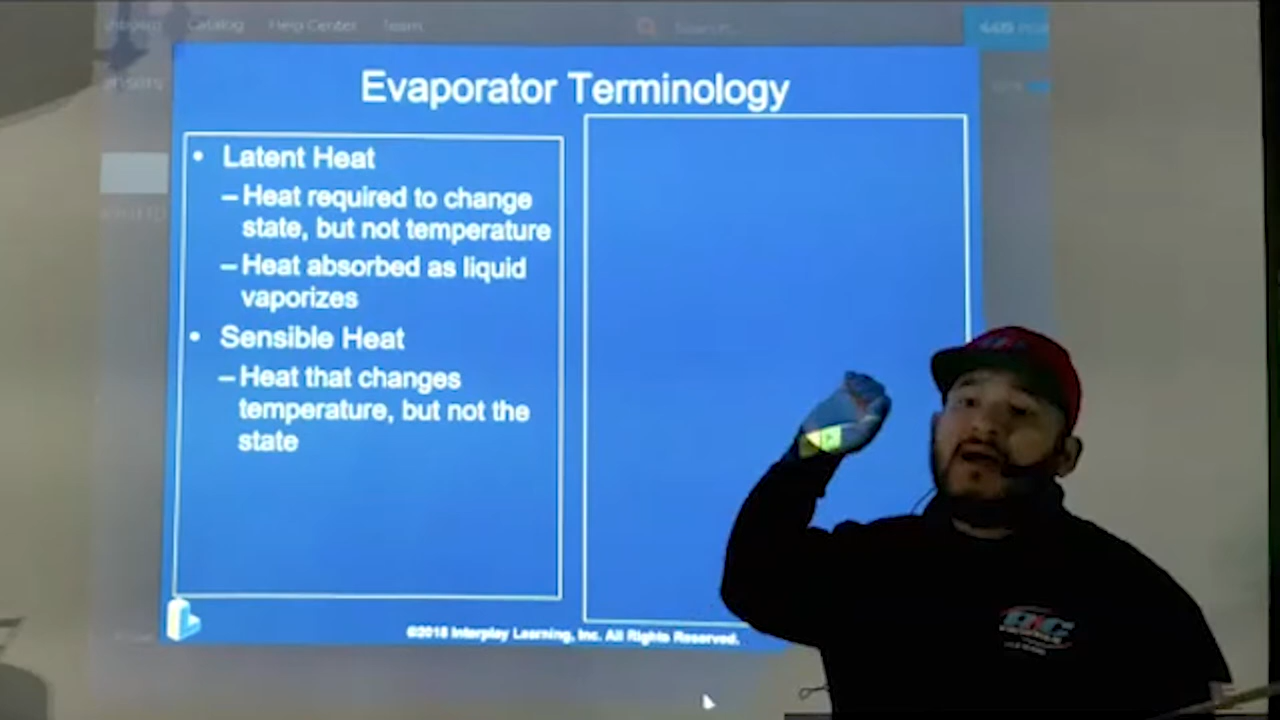 Catalog
Help Center
Team
Search...
Evaporator Terminology
• Latent Heat
– Heat required to change
state, but not temperature
– Heat absorbed as liquid
vaporizes
• Sensible Heat
– Heat that changes
temperature, but not the
state
©2018 Interplay Learning, Inc. All Rights Reserved.